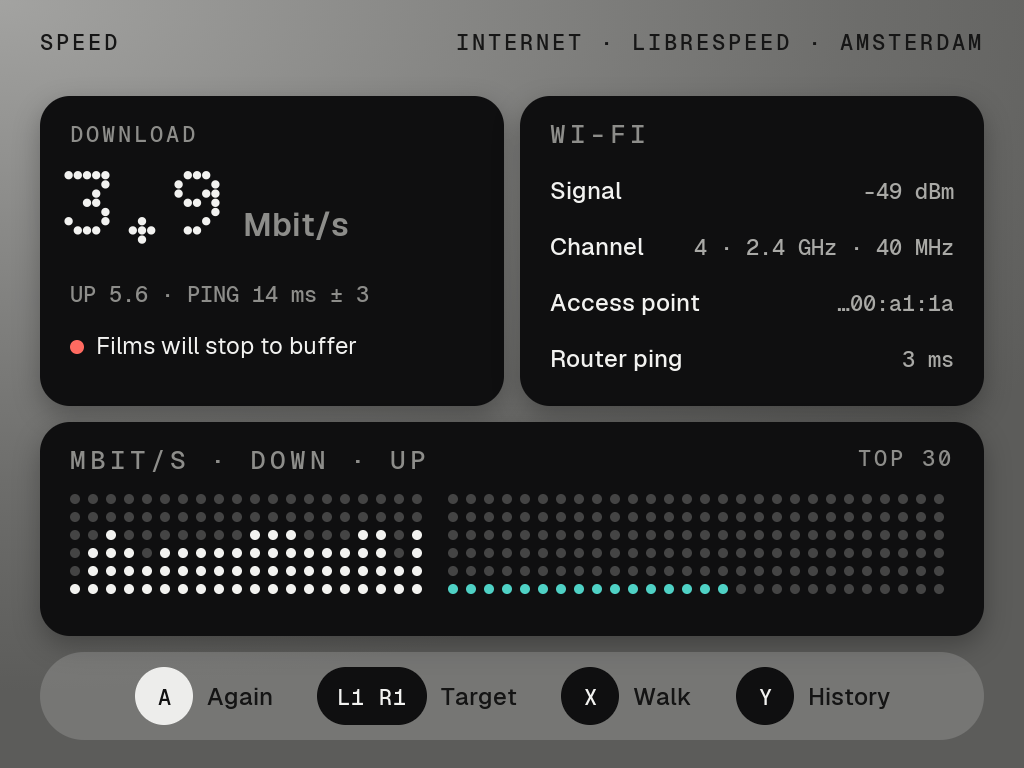 SPEED
INTERNET · LIBRESPEED · AMSTERDAM
DOWNLOAD
3.9 Mbit/s
UP 5.6 · PING 14 ms ± 3
Films will stop to buffer
WI-FI
Signal -49 dBm
Channel 4 · 2.4 GHz · 40 MHz
Access point …00:a1:1a
Router ping 3 ms
MBIT/S · DOWN · UP
TOP 30
A Again L1 R1 Target X Walk Y History